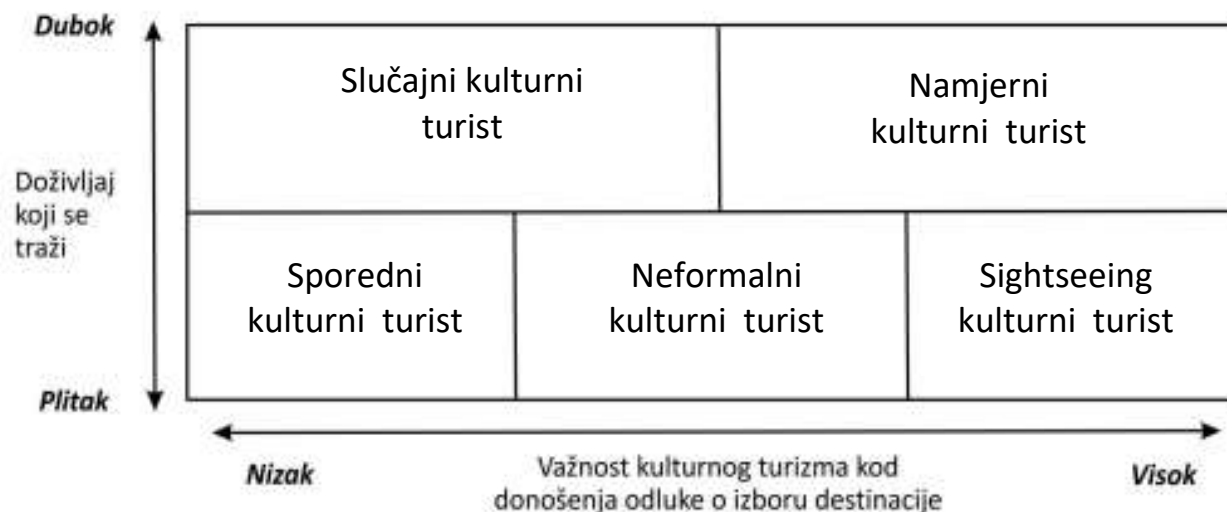 Dubok
Slučajni kulturni
turist
Namjerni
kulturni turist
Doživljaj
koji se
traži
Sporedni
kulturni turist
Neformalni
kulturni turist
Sightseeing
kulturni turist
Plitak
Nizak
Važnost kulturnog turizma kod
donošenja odluke o izboru destinacije
Visok